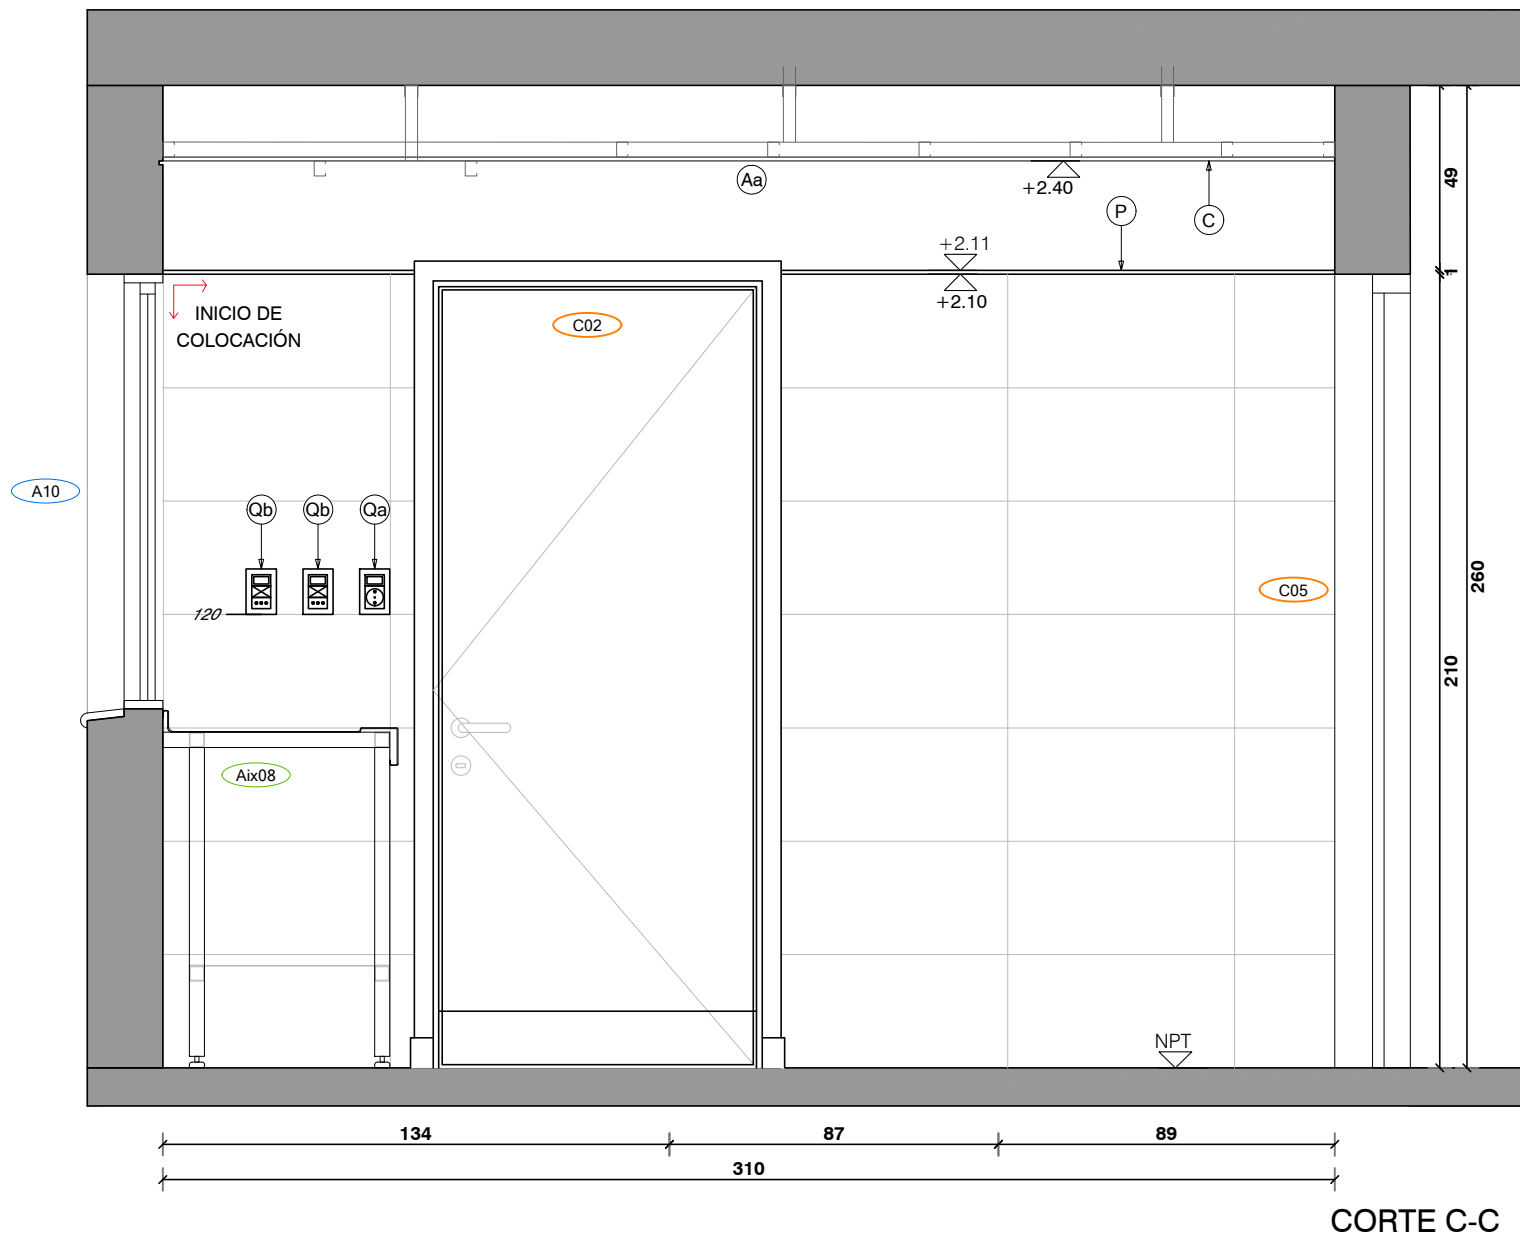 Aa
+2.40
49
P
C
+2.11
1
+2.10
INICIO DE
COLOCACIÓN
C02
A10
Qb
Qb
Qa
260
C05
120
210
Aix08
NPT
134
87
89
310
CORTE C-C